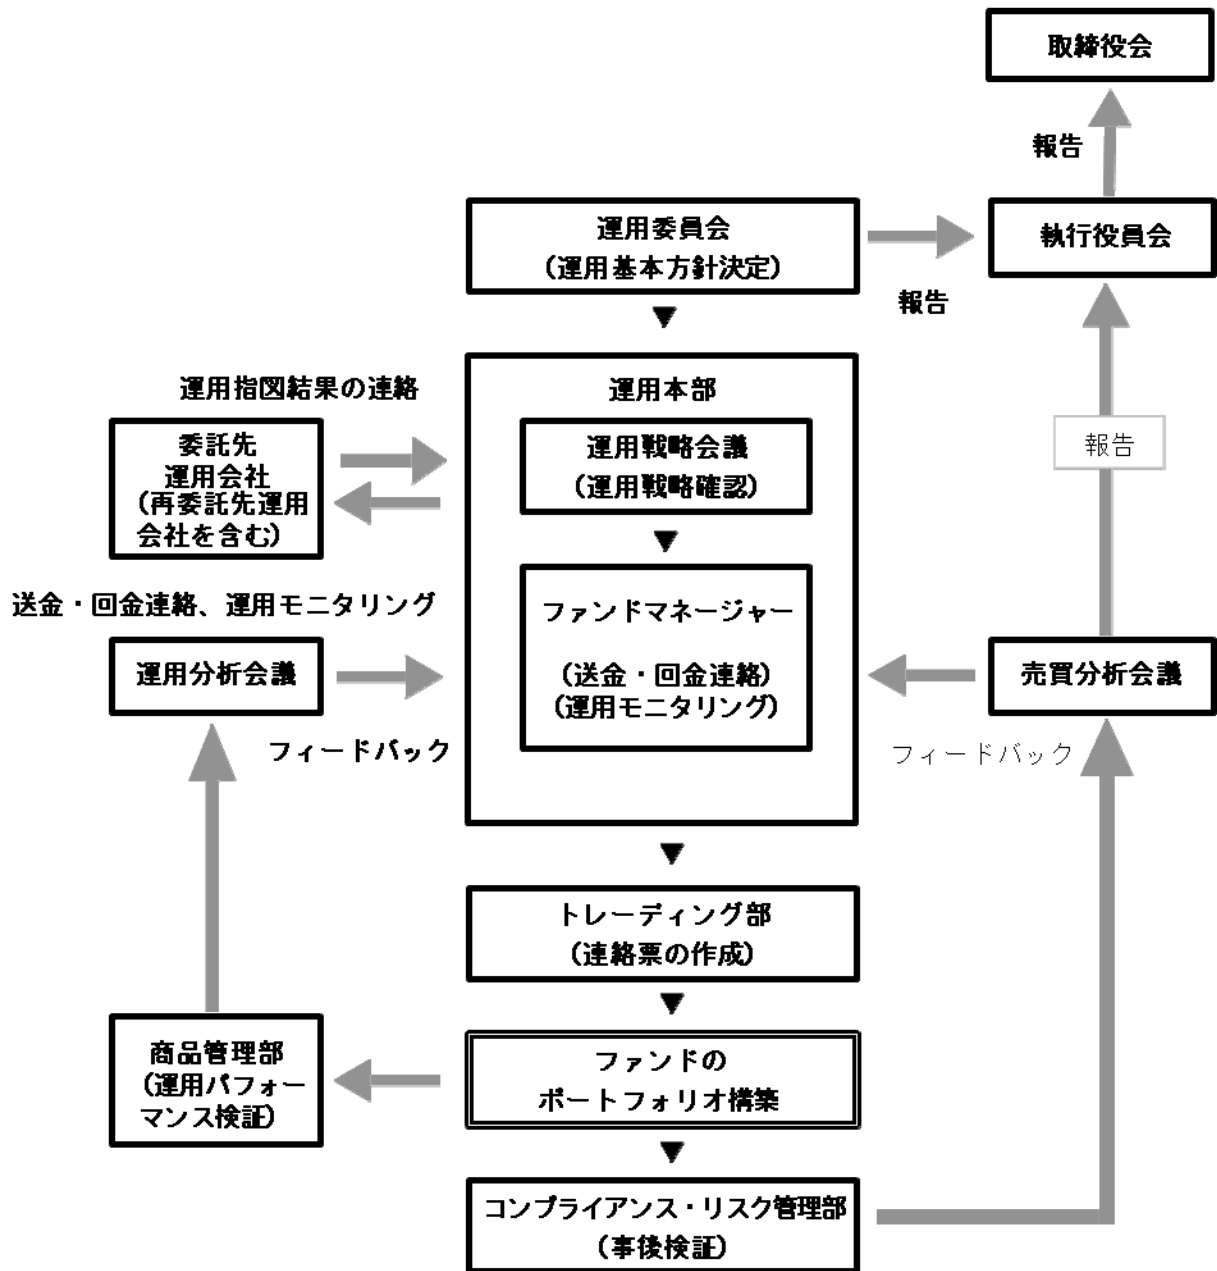 取締役会
報告
運用委員会
(運用基本方針決定)
執行役員会
報告
運用指図結果の連絡
運用本部
委託先
運用会社
(再委託先運用
会社を含む)
運用戦略会議
(運用戦略確認)
報告
送金・回金連絡、運用モニタリング
ファンドマネージャー
(送金・回金連絡)
(運用モニタリング)
運用分析会議
売買分析会議
フィードバック
フィードバック
トレーディング部
(連絡票の作成)
商品管理部
(運用パフォー
マンス検証)
ファンドの
ポートフォリオ構築
コンプライアンス・リスク管理部
(事後検証)